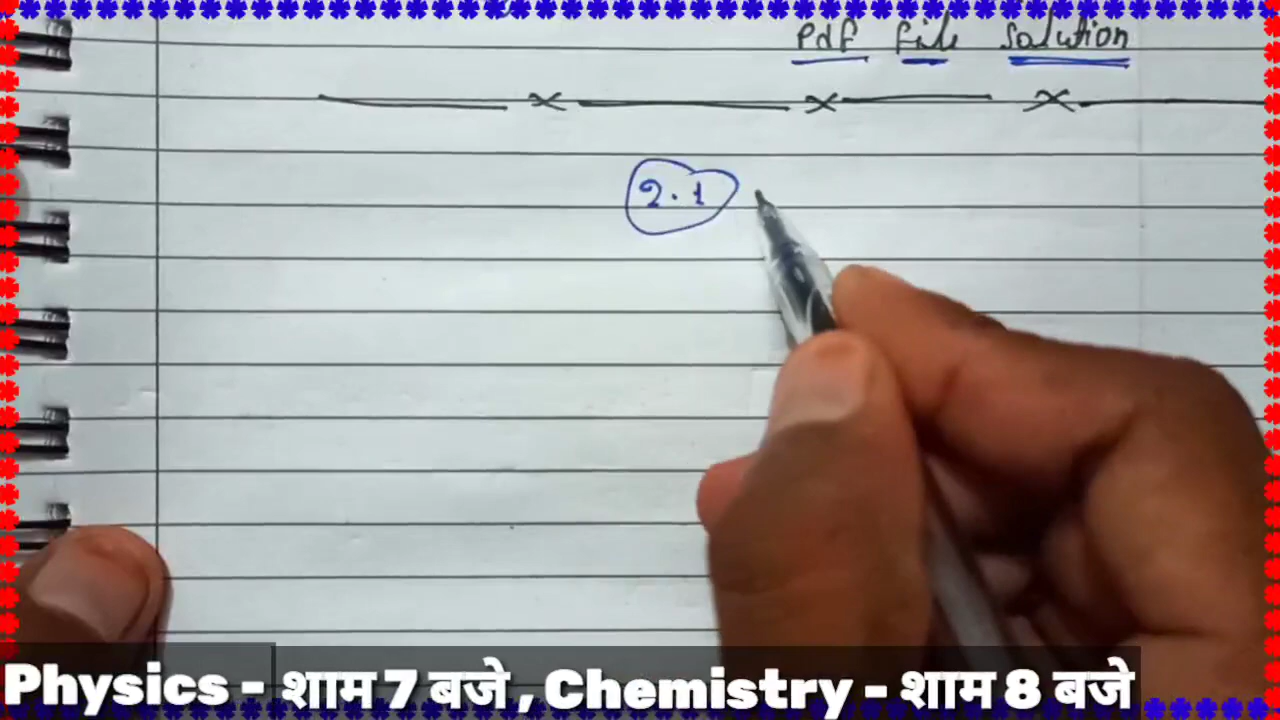 Pdf File Solution
2.1
Physics - शाम 7 बजे , Chemistry - शाम 8 बजे